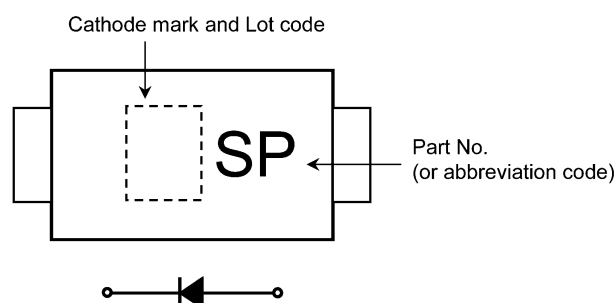 Cathode mark and Lot code
SP
Part No.
(or abbreviation code)